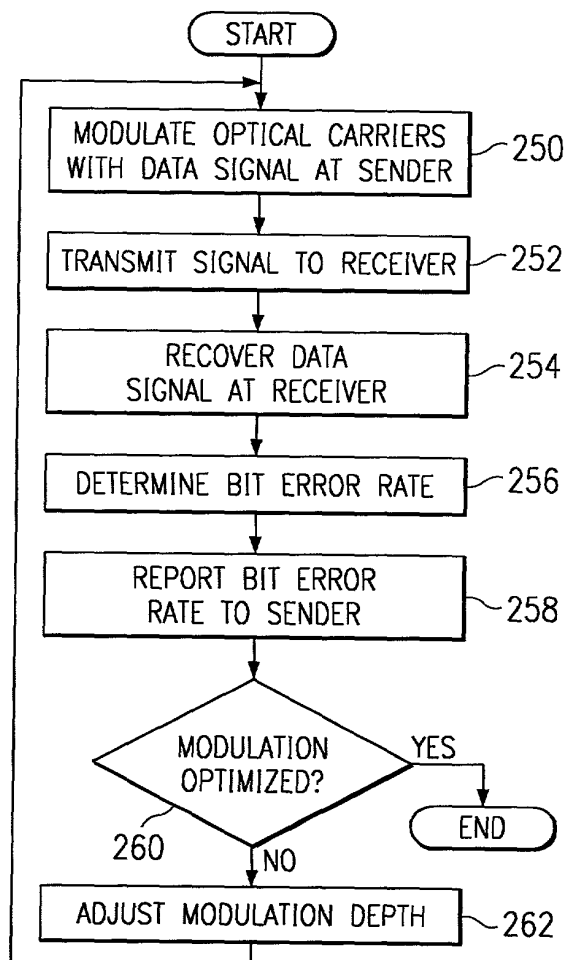 START
MODULATE OPTICAL CARRIERS
WITH DATA SIGNAL AT SENDER
250
TRANSMIT SIGNAL TO RECEIVER
252
RECOVER DATA
SIGNAL AT RECEIVER
254
DETERMINE BIT ERROR RATE
256
REPORT BIT ERROR
RATE TO SENDER
258
MODULATION
OPTIMIZED?
YES
260
END
NO
ADJUST MODULATION DEPTH
262